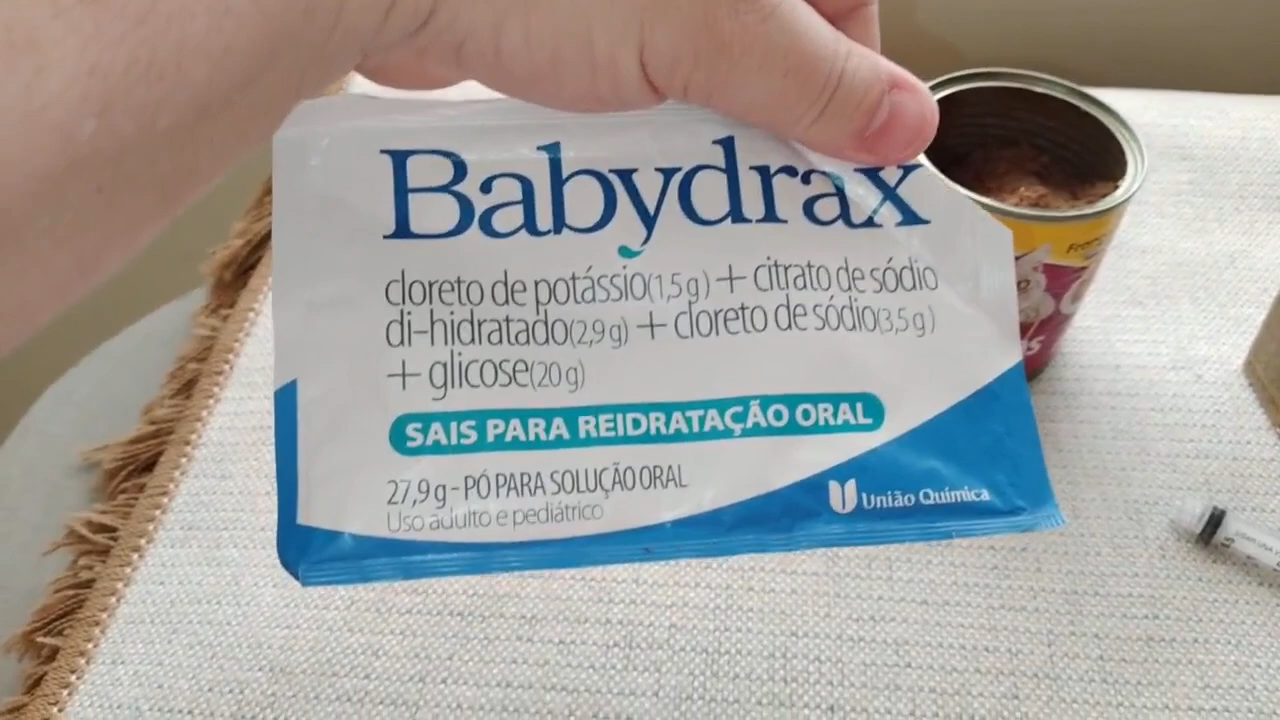 Babydrax
cloreto de potássio(1,5 g) + citrato de sódio
di-hidratado(2,9 g) + cloreto de sódio(3,5 g)
+ glicose(20 g)
SAIS PARA REIDRATAÇÃO ORAL
27,9 g - PÓ PARA SOLUÇÃO ORAL
Uso adulto e pediátrico
União Química